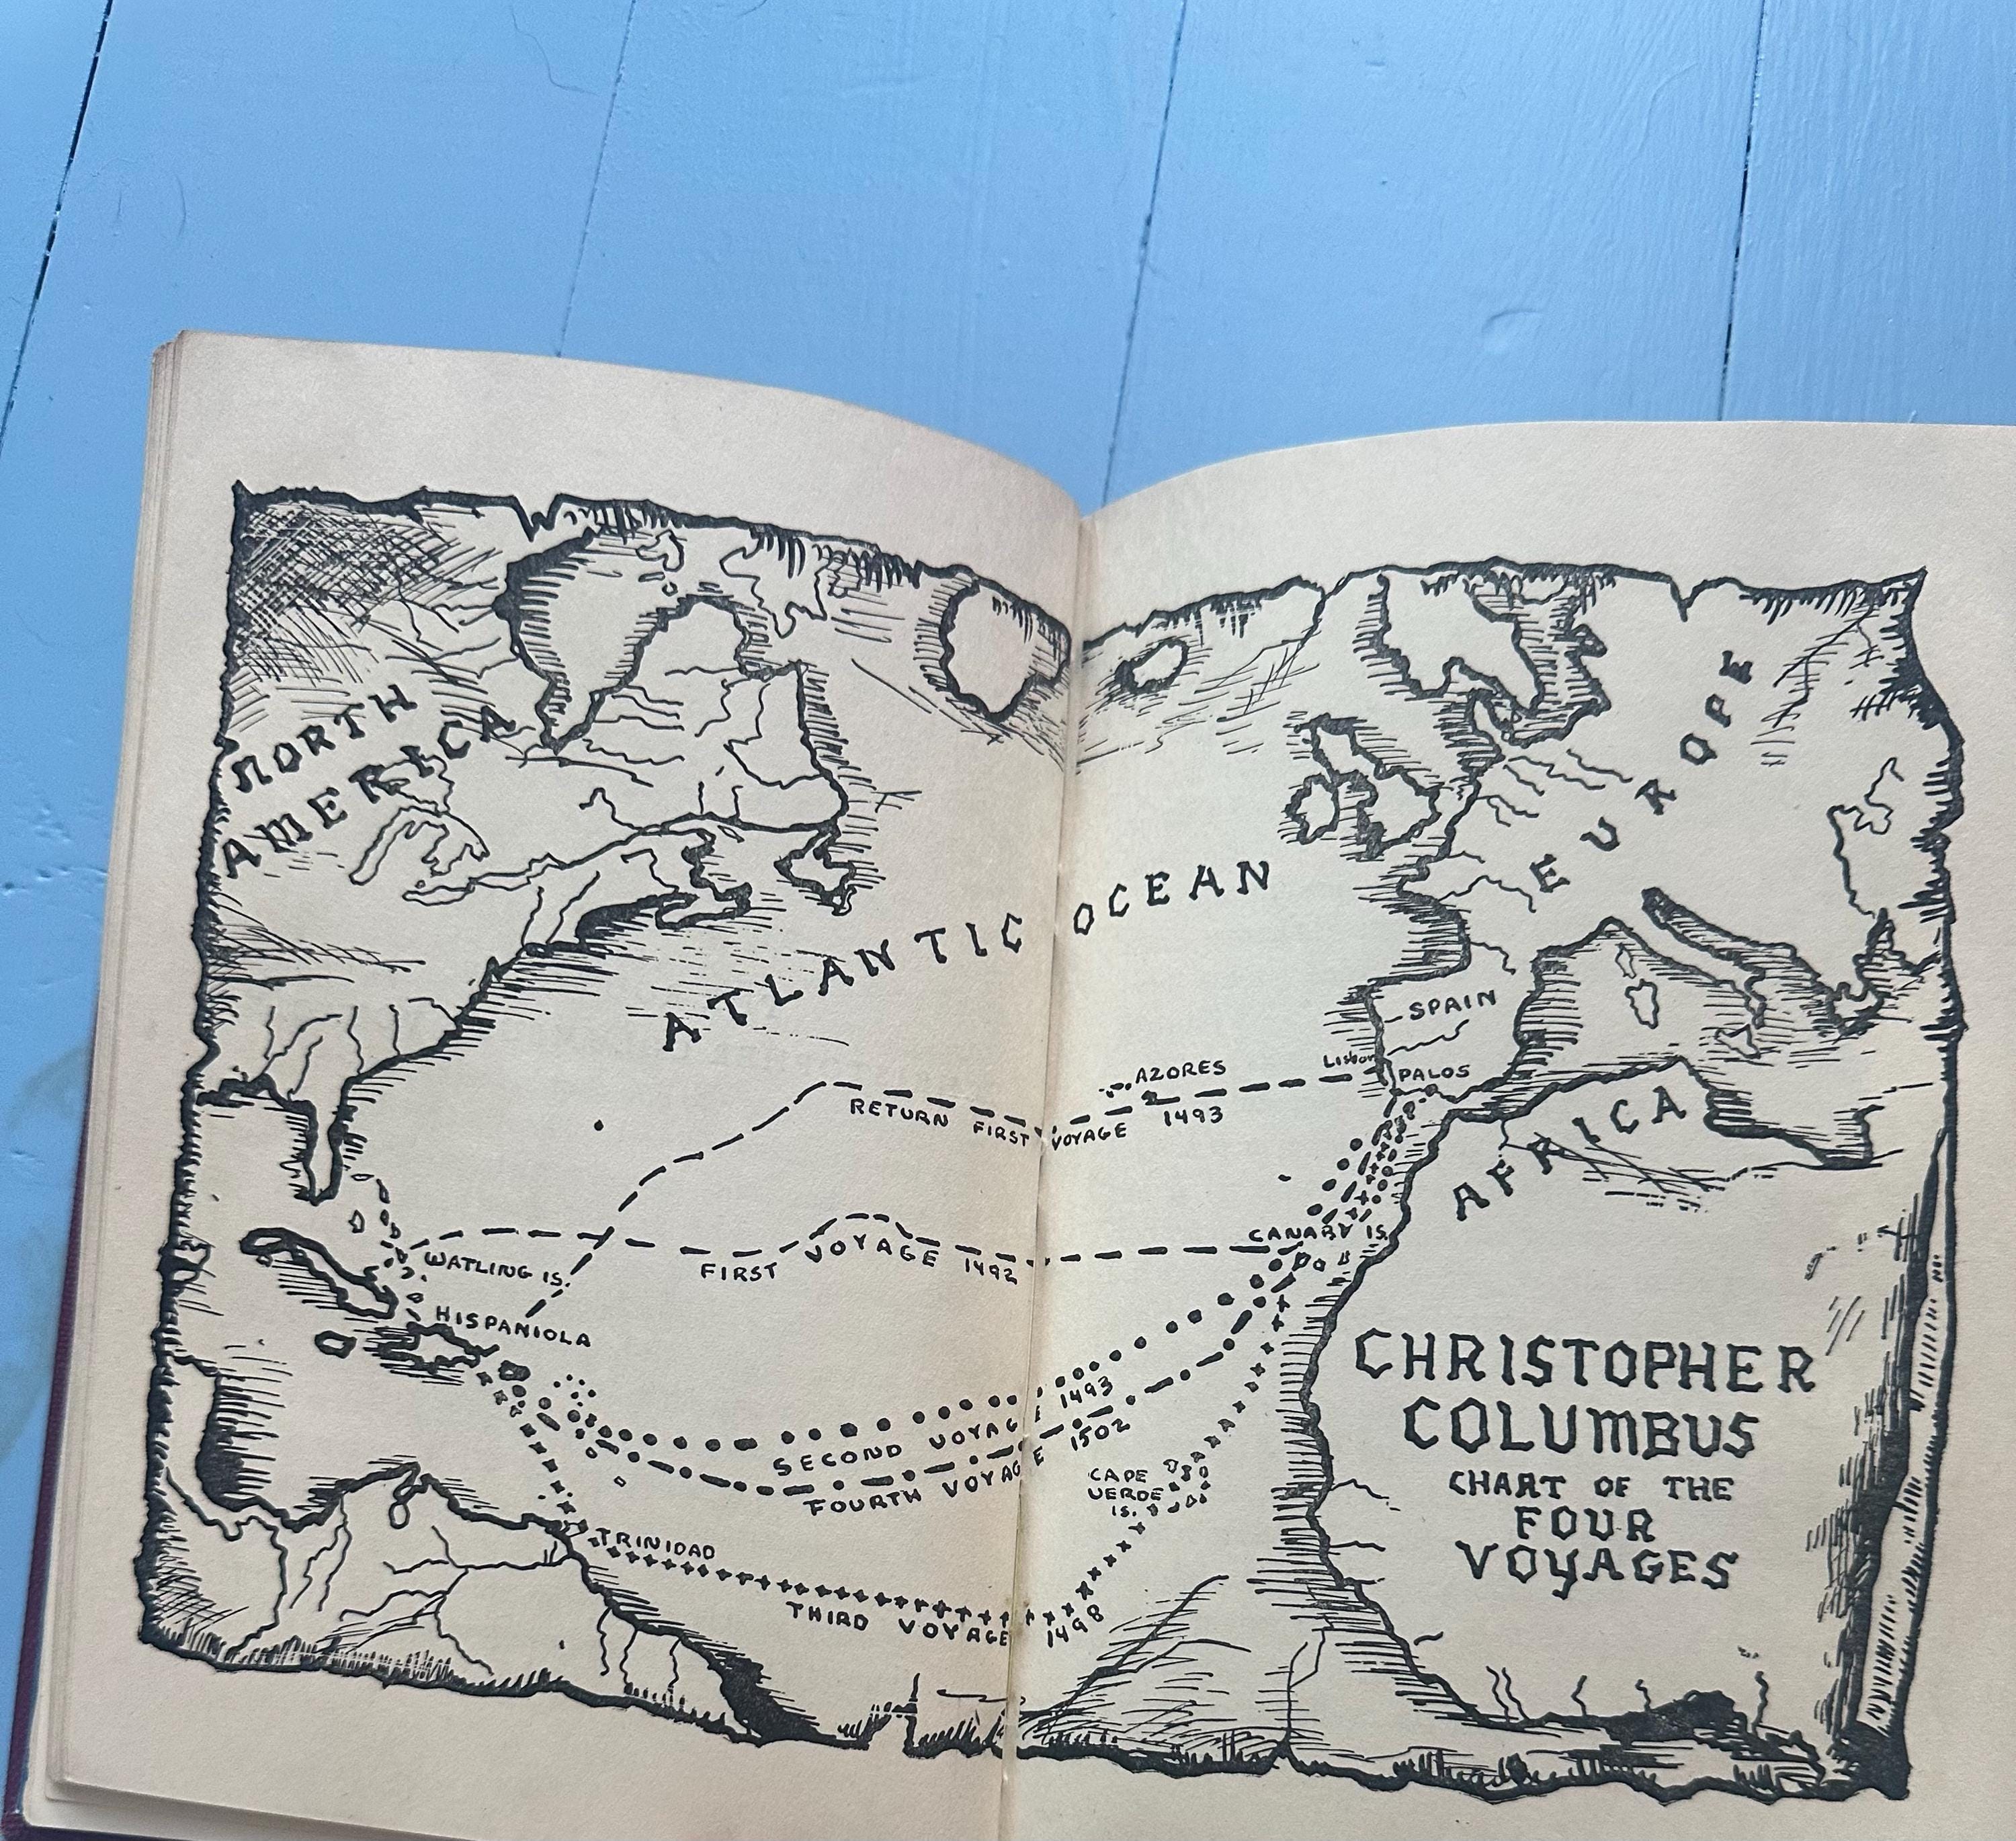 NORTH
AMERICA
ATLANTIC OCEAN
EUROPE
SPAIN
Lisbon
PALOS
AZORES
RETURN FIRST VOYAGE 1493
AFRICA
CANARY IS.
WATLING IS.
FIRST VOYAGE 1492
HISPANIOLA
SECOND VOYAGE 1493
FOURTH VOYAGE 1502
CAPE
VERDE
IS.
TRINIDAD
THIRD VOYAGE 1498
CHRISTOPHER
COLUMBUS
CHART OF THE
FOUR
VOYAGES